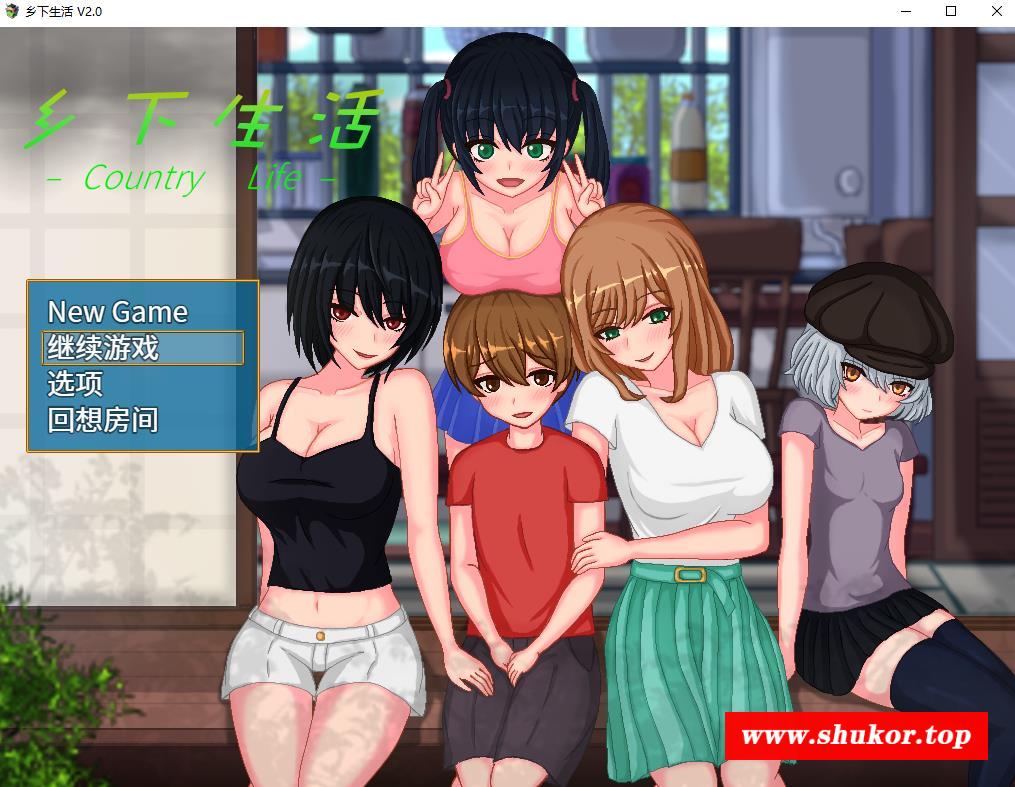 乡下生活 V2.0
乡下生活
- Country Life -
New Game
继续游戏
选项
回想房间
www.shukor.top